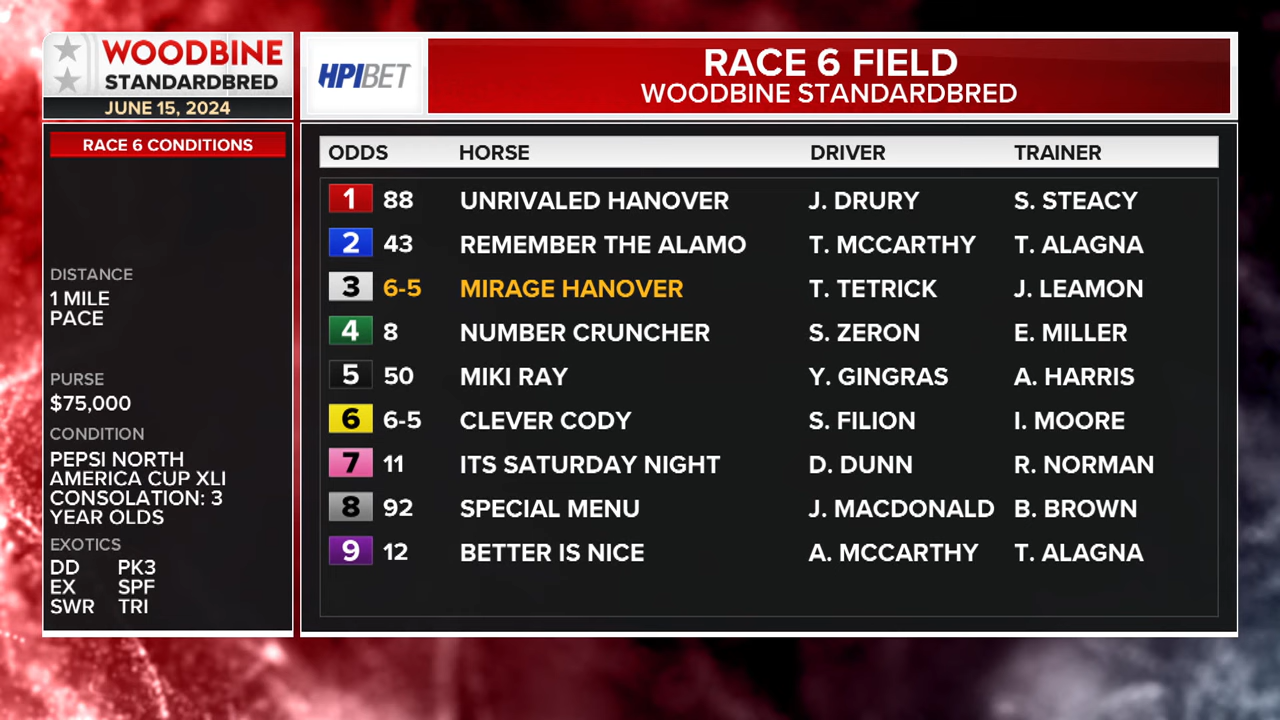 WOODBINE
STANDARDBRED
JUNE 15, 2024
HPIBET
RACE 6 FIELD
WOODBINE STANDARDBRED
RACE 6 CONDITIONS
DISTANCE
1 MILE
PACE
PURSE
$75,000
CONDITION
PEPSI NORTH
AMERICA CUP XLI
CONSOLATION: 3
YEAR OLDS
EXOTICS
DD PK3
EX SPF
SWR TRI
ODDS HORSE DRIVER TRAINER
1 88 UNRIVALED HANOVER J. DRURY S. STEACY
2 43 REMEMBER THE ALAMO T. MCCARTHY T. ALAGNA
3 6-5 MIRAGE HANOVER T. TETRICK J. LEAMON
4 8 NUMBER CRUNCHER S. ZERON E. MILLER
5 50 MIKI RAY Y. GINGRAS A. HARRIS
6 6-5 CLEVER CODY S. FILION I. MOORE
7 11 ITS SATURDAY NIGHT D. DUNN R. NORMAN
8 92 SPECIAL MENU J. MACDONALD B. BROWN
9 12 BETTER IS NICE A. MCCARTHY T. ALAGNA